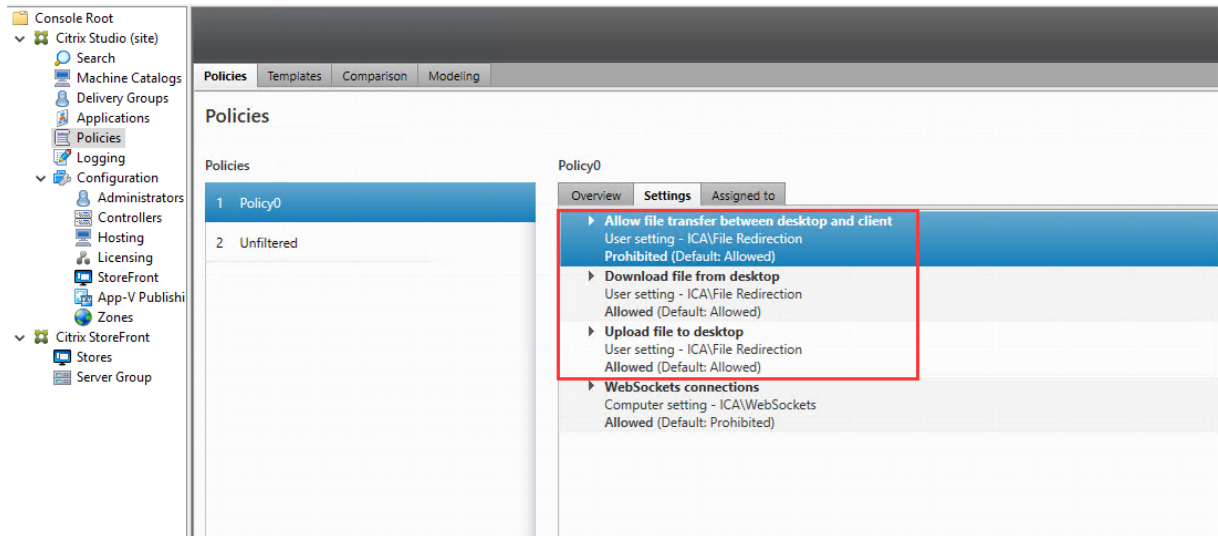 Console Root
Citrix Studio (site)
Search
Machine Catalogs
Delivery Groups
Applications
Policies
Logging
Configuration
Administrators
Controllers
Hosting
Licensing
StoreFront
App-V Publishi
Zones
Citrix StoreFront
Stores
Server Group
Policies Templates Comparison Modeling
Policies
Policies
1 Policy0
2 Unfiltered
Policy0
Overview Settings Assigned to
Allow file transfer between desktop and client
User setting - ICA\File Redirection
Prohibited (Default: Allowed)
Download file from desktop
User setting - ICA\File Redirection
Allowed (Default: Allowed)
Upload file to desktop
User setting - ICA\File Redirection
Allowed (Default: Allowed)
WebSockets connections
Computer setting - ICA\WebSockets
Allowed (Default: Prohibited)